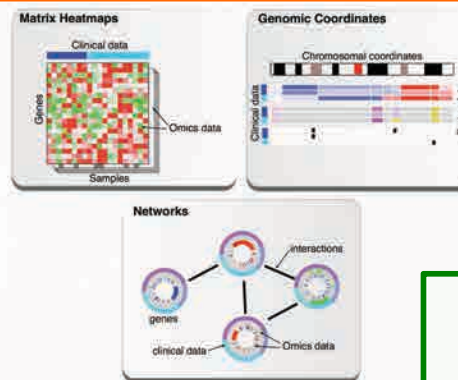 Matrix Heatmaps
Clinical data
Genes
Omics data
Samples
Genomic Coordinates
Chromosomal coordinates
Clinical data
Networks
interactions
genes
clinical data
Omics data